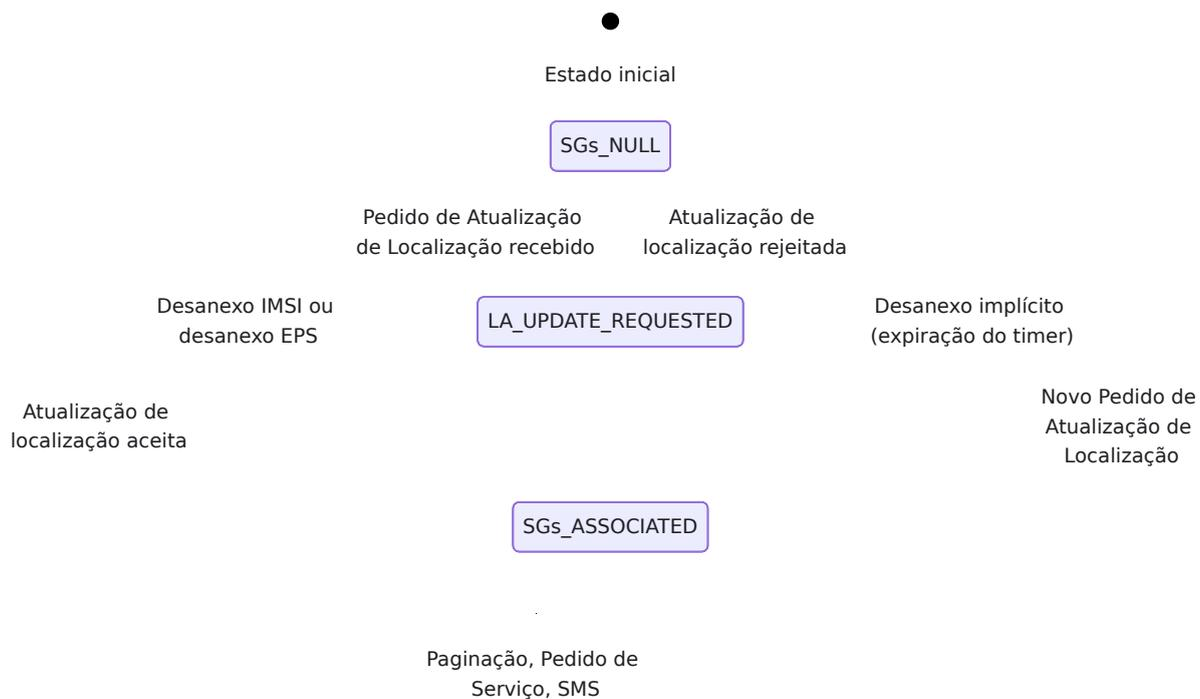 Estado inicial
SGs_NULL
Pedido de Atualização
de Localização recebido
Atualização de
localização rejeitada
Desanexo IMSI ou
desanexo EPS
LA_UPDATE_REQUESTED
Desanexo implícito
(expiração do timer)
Atualização de
localização aceita
Novo Pedido de
Atualização de
Localização
SGs_ASSOCIATED
Paginação, Pedido de
Serviço, SMS